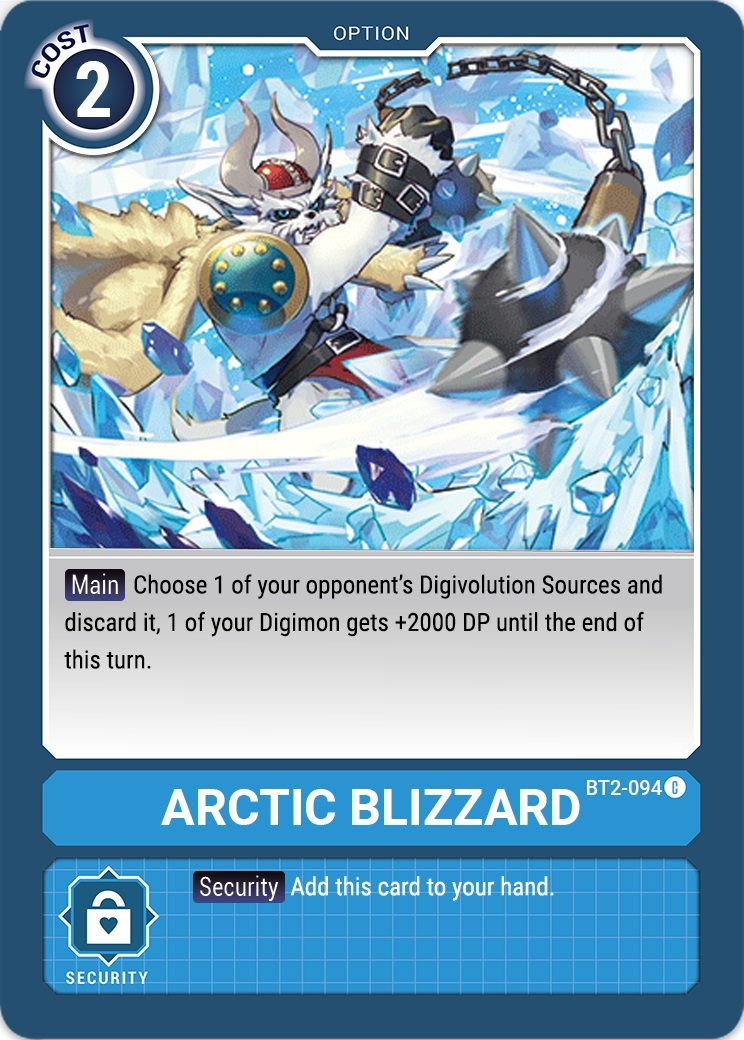 OPTION
COST
2
Main Choose 1 of your opponent’s Digivolution Sources and
discard it, 1 of your Digimon gets +2000 DP until the end of
this turn.
ARCTIC BLIZZARD
BT2-094 C
Security Add this card to your hand.
SECURITY